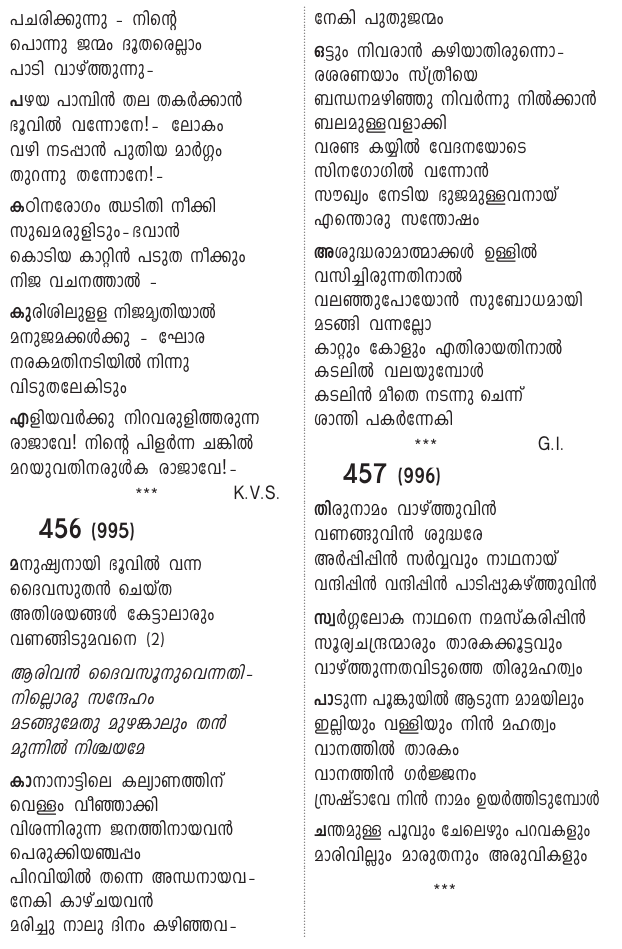 പചരിക്കുന്നു - നിന്റെ
പൊന്നു ജന്മം ദൂതരെല്ലാം
പാടി വാഴ്ത്തുന്നു-
പഴയ പാമ്പിൻ തല തകർക്കാൻ
ഭൂവിൽ വന്നോനേ!- ലോകം
വഴി നടപ്പാൻ പുതിയ മാർഗ്ഗം
തുറന്നു തന്നോനേ!-
കഠിനരോഗം ഝടിതി നീക്കി
സുഖമരുളിടും-ഭവാൻ
കൊടിയ കാറ്റിൻ പടുത നീക്കും
നിജ വചനത്താൽ -
കുരിശിലുളള നിജമൃതിയാൽ
മനുജമക്കൾക്കു - ഘോര
നരകമതിനടിയിൽ നിന്നു
വിടുതലേകിടും
എളിയവർക്കു നിറവരുളിത്തരുന്ന
രാജാവേ! നിന്റെ പിളർന്ന ചങ്കിൽ
മറയുവതിനരുൾക രാജാവേ!-
*** K.V.S.
456 (995)
മനുഷ്യനായി ഭൂവിൽ വന്ന
ദൈവസുതൻ ചെയ്ത
അതിശയങ്ങൾ കേട്ടാലാരും
വണങ്ങിടുമവനെ (2)
ആരിവൻ ദൈവസൂനുവെന്നതി-
നില്ലൊരു സന്ദേഹം
മടങ്ങുമേതു മുഴങ്കാലും തൻ
മുന്നിൽ നിശ്ചയമേ
കാനാനാട്ടിലെ കല്യാണത്തിന്
വെള്ളം വീഞ്ഞാക്കി
വിശന്നിരുന്ന ജനത്തിനായവൻ
പെരുക്കിയഞ്ചപ്പം
പിറവിയിൽ തന്നെ അന്ധനായവ-
നേകി കാഴ്ചയവൻ
മരിച്ചു നാലു ദിനം കഴിഞ്ഞവ-
നേകി പുതുജന്മം
ഒട്ടും നിവരാൻ കഴിയാതിരുന്നൊ-
രശരണയാം സ്ത്രീയെ
ബന്ധനമഴിഞ്ഞു നിവർന്നു നിൽക്കാൻ
ബലമുള്ളവളാക്കി
വരണ്ട കയ്യിൽ വേദനയോടെ
സിനഗോഗിൽ വന്നോൻ
സൗഖ്യം നേടിയ ഭുജമുള്ളവനായ്
എന്തൊരു സന്തോഷം
അശുദ്ധരാമാത്മാക്കൾ ഉള്ളിൽ
വസിച്ചിരുന്നതിനാൽ
വലഞ്ഞുപോയോൻ സുബോധമായി
മടങ്ങി വന്നല്ലോ
കാറ്റും കോളും എതിരായതിനാൽ
കടലിൽ വലയുമ്പോൾ
കടലിൻ മീതെ നടന്നു ചെന്ന്
ശാന്തി പകർന്നേകി
*** G.I.
457 (996)
തിരുനാമം വാഴ്ത്തുവിൻ
വണങ്ങുവിൻ ശുദ്ധരേ
അർപ്പിപ്പിൻ സർവ്വവും നാഥനായ്
വന്ദിപ്പിൻ വന്ദിപ്പിൻ പാടിപ്പുകഴ്ത്തുവിൻ
സ്വർഗ്ഗലോക നാഥനെ നമസ്കരിപ്പിൻ
സൂര്യചന്ദ്രന്മാരും താരകക്കൂട്ടവും
വാഴ്ത്തുന്നതവിടുത്തെ തിരുമഹത്വം
പാടുന്ന പൂങ്കുയിൽ ആടുന്ന മാമയിലും
ഇല്ലിയും വള്ളിയും നിൻ മഹത്വം
വാനത്തിൽ താരകം
വാനത്തിൻ ഗർജ്ജനം
സ്രഷ്ടാവേ നിൻ നാമം ഉയർത്തിടുമ്പോൾ
ചന്തമുള്ള പൂവും ചേലെഴും പറവകളും
മാരിവില്ലും മാരുതനും അരുവികളും
***